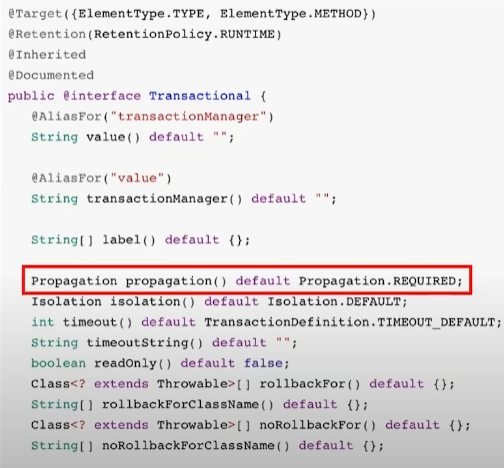 @Target({ElementType.TYPE, ElementType.METHOD})
@Retention(RetentionPolicy.RUNTIME)
@Inherited
@Documented
public @interface Transactional {
@AliasFor("transactionManager")
String value() default "";
@AliasFor("value")
String transactionManager() default "";
String[] label() default {};
Propagation propagation() default Propagation.REQUIRED;
Isolation isolation() default Isolation.DEFAULT;
int timeout() default TransactionDefinition.TIMEOUT_DEFAULT;
String timeoutString() default "";
boolean readOnly() default false;
Class<? extends Throwable>[] rollbackFor() default {};
String[] rollbackForClassName() default {};
Class<? extends Throwable>[] noRollbackFor() default {};
String[] noRollbackForClassName() default {};